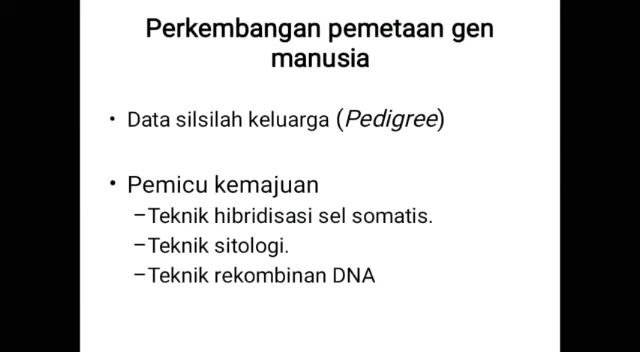 Perkembangan pemetaan gen
manusia
• Data silsilah keluarga (Pedigree)
• Pemicu kemajuan
–Teknik hibridisasi sel somatis.
–Teknik sitologi.
–Teknik rekombinan DNA